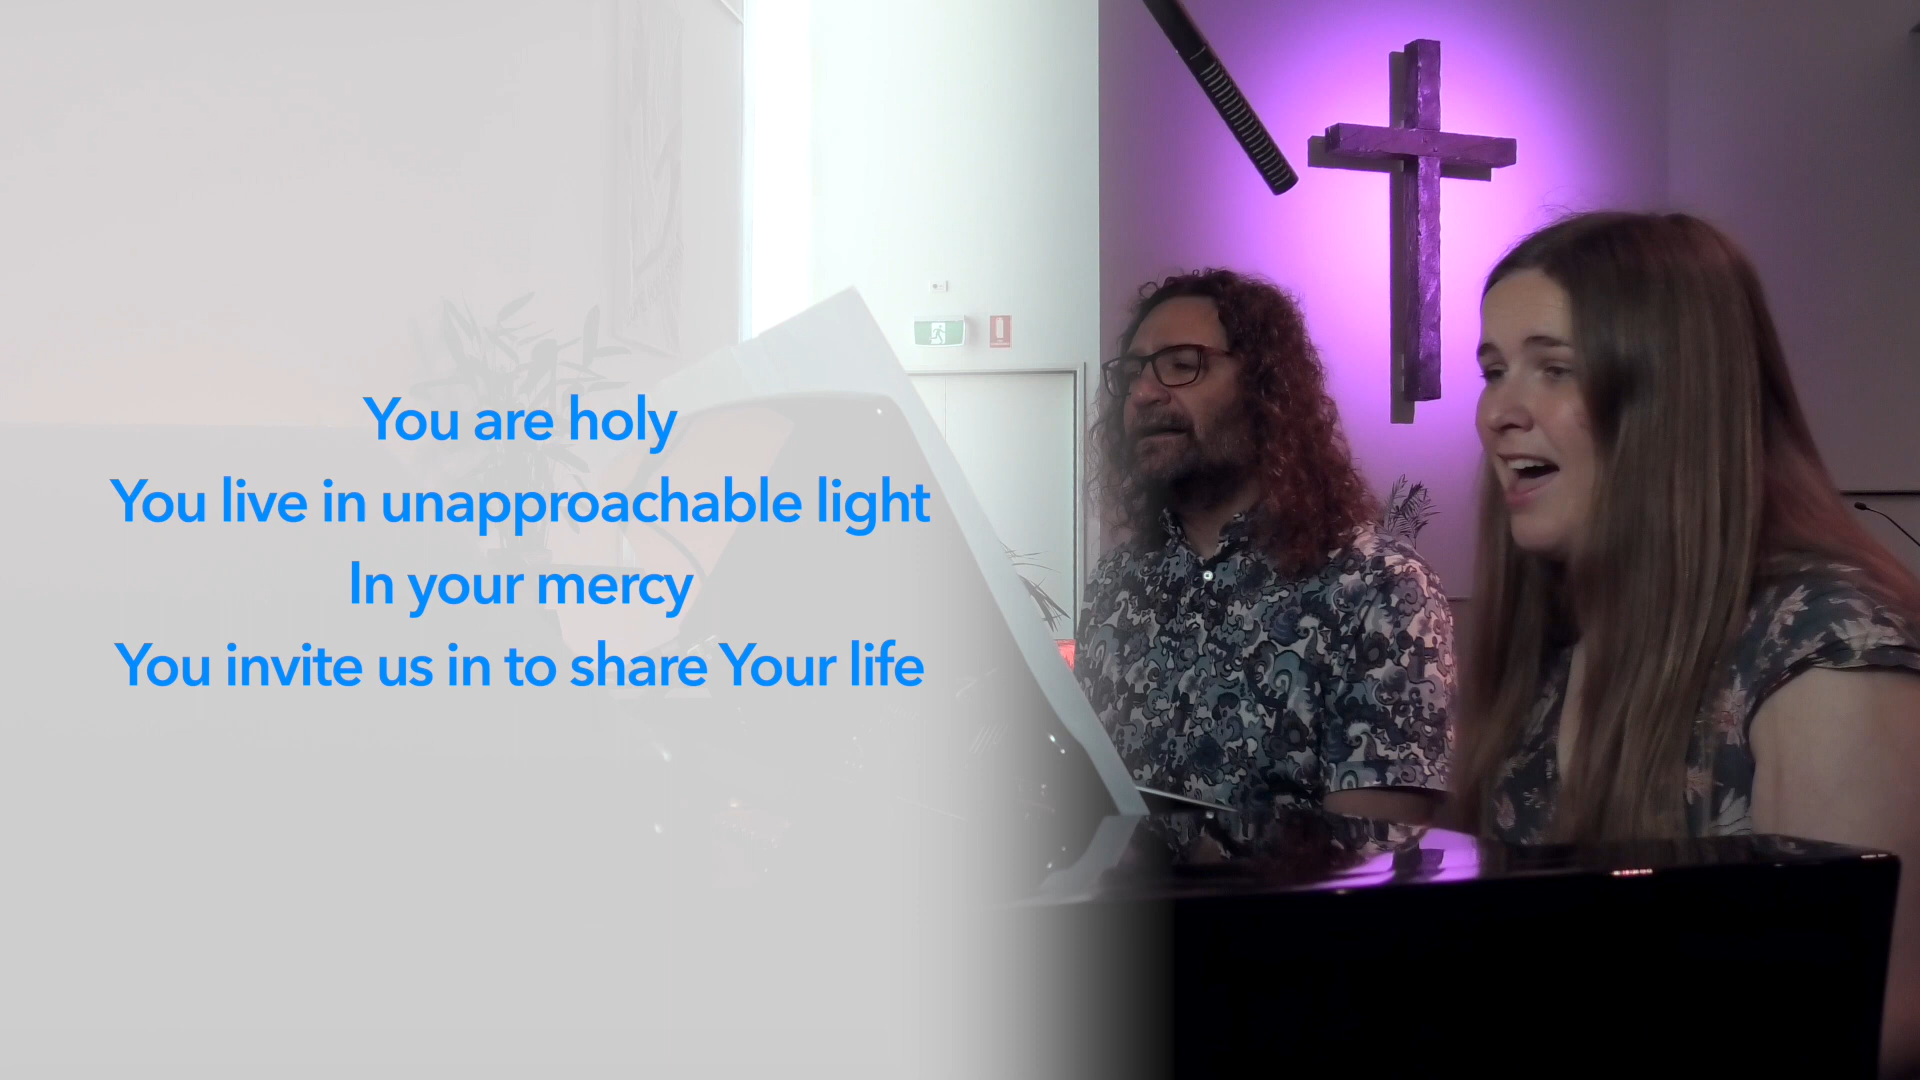 You are holy
You live in unapproachable light
In your mercy
You invite us in to share Your life